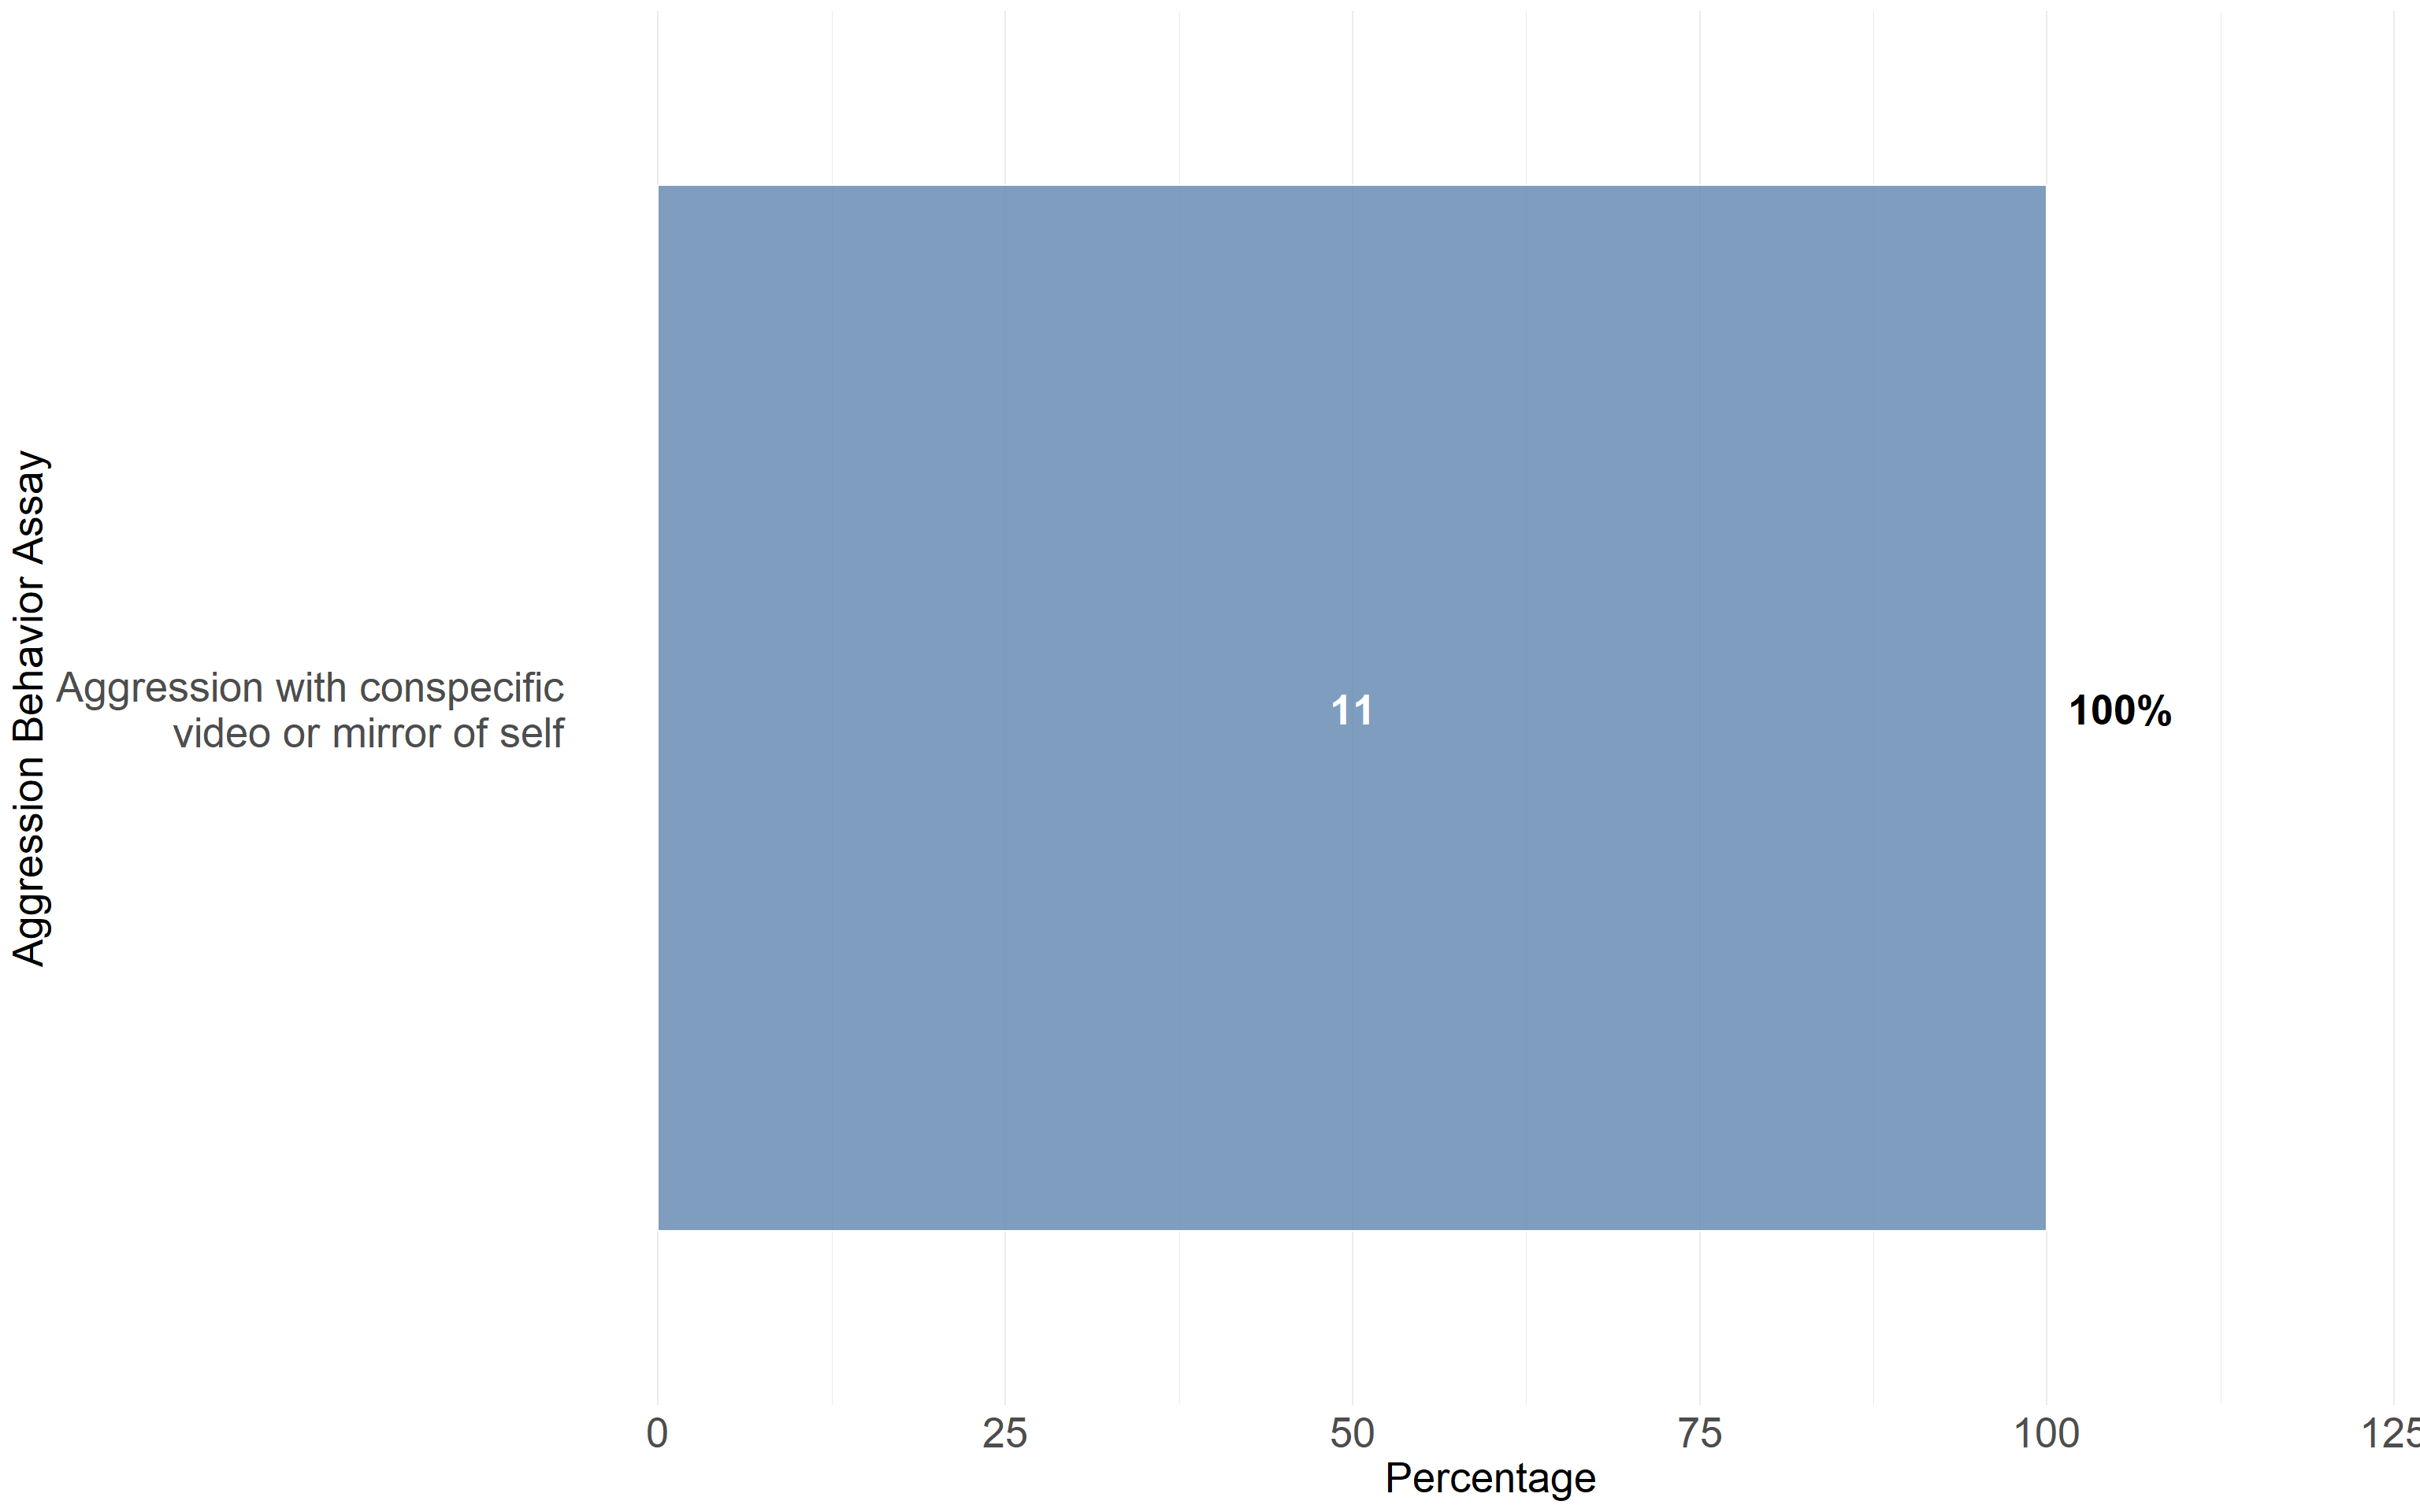 Aggression Behavior Assay
Aggression with conspecific
video or mirror of self
11
100%
0
25
50
75
100
125
Percentage